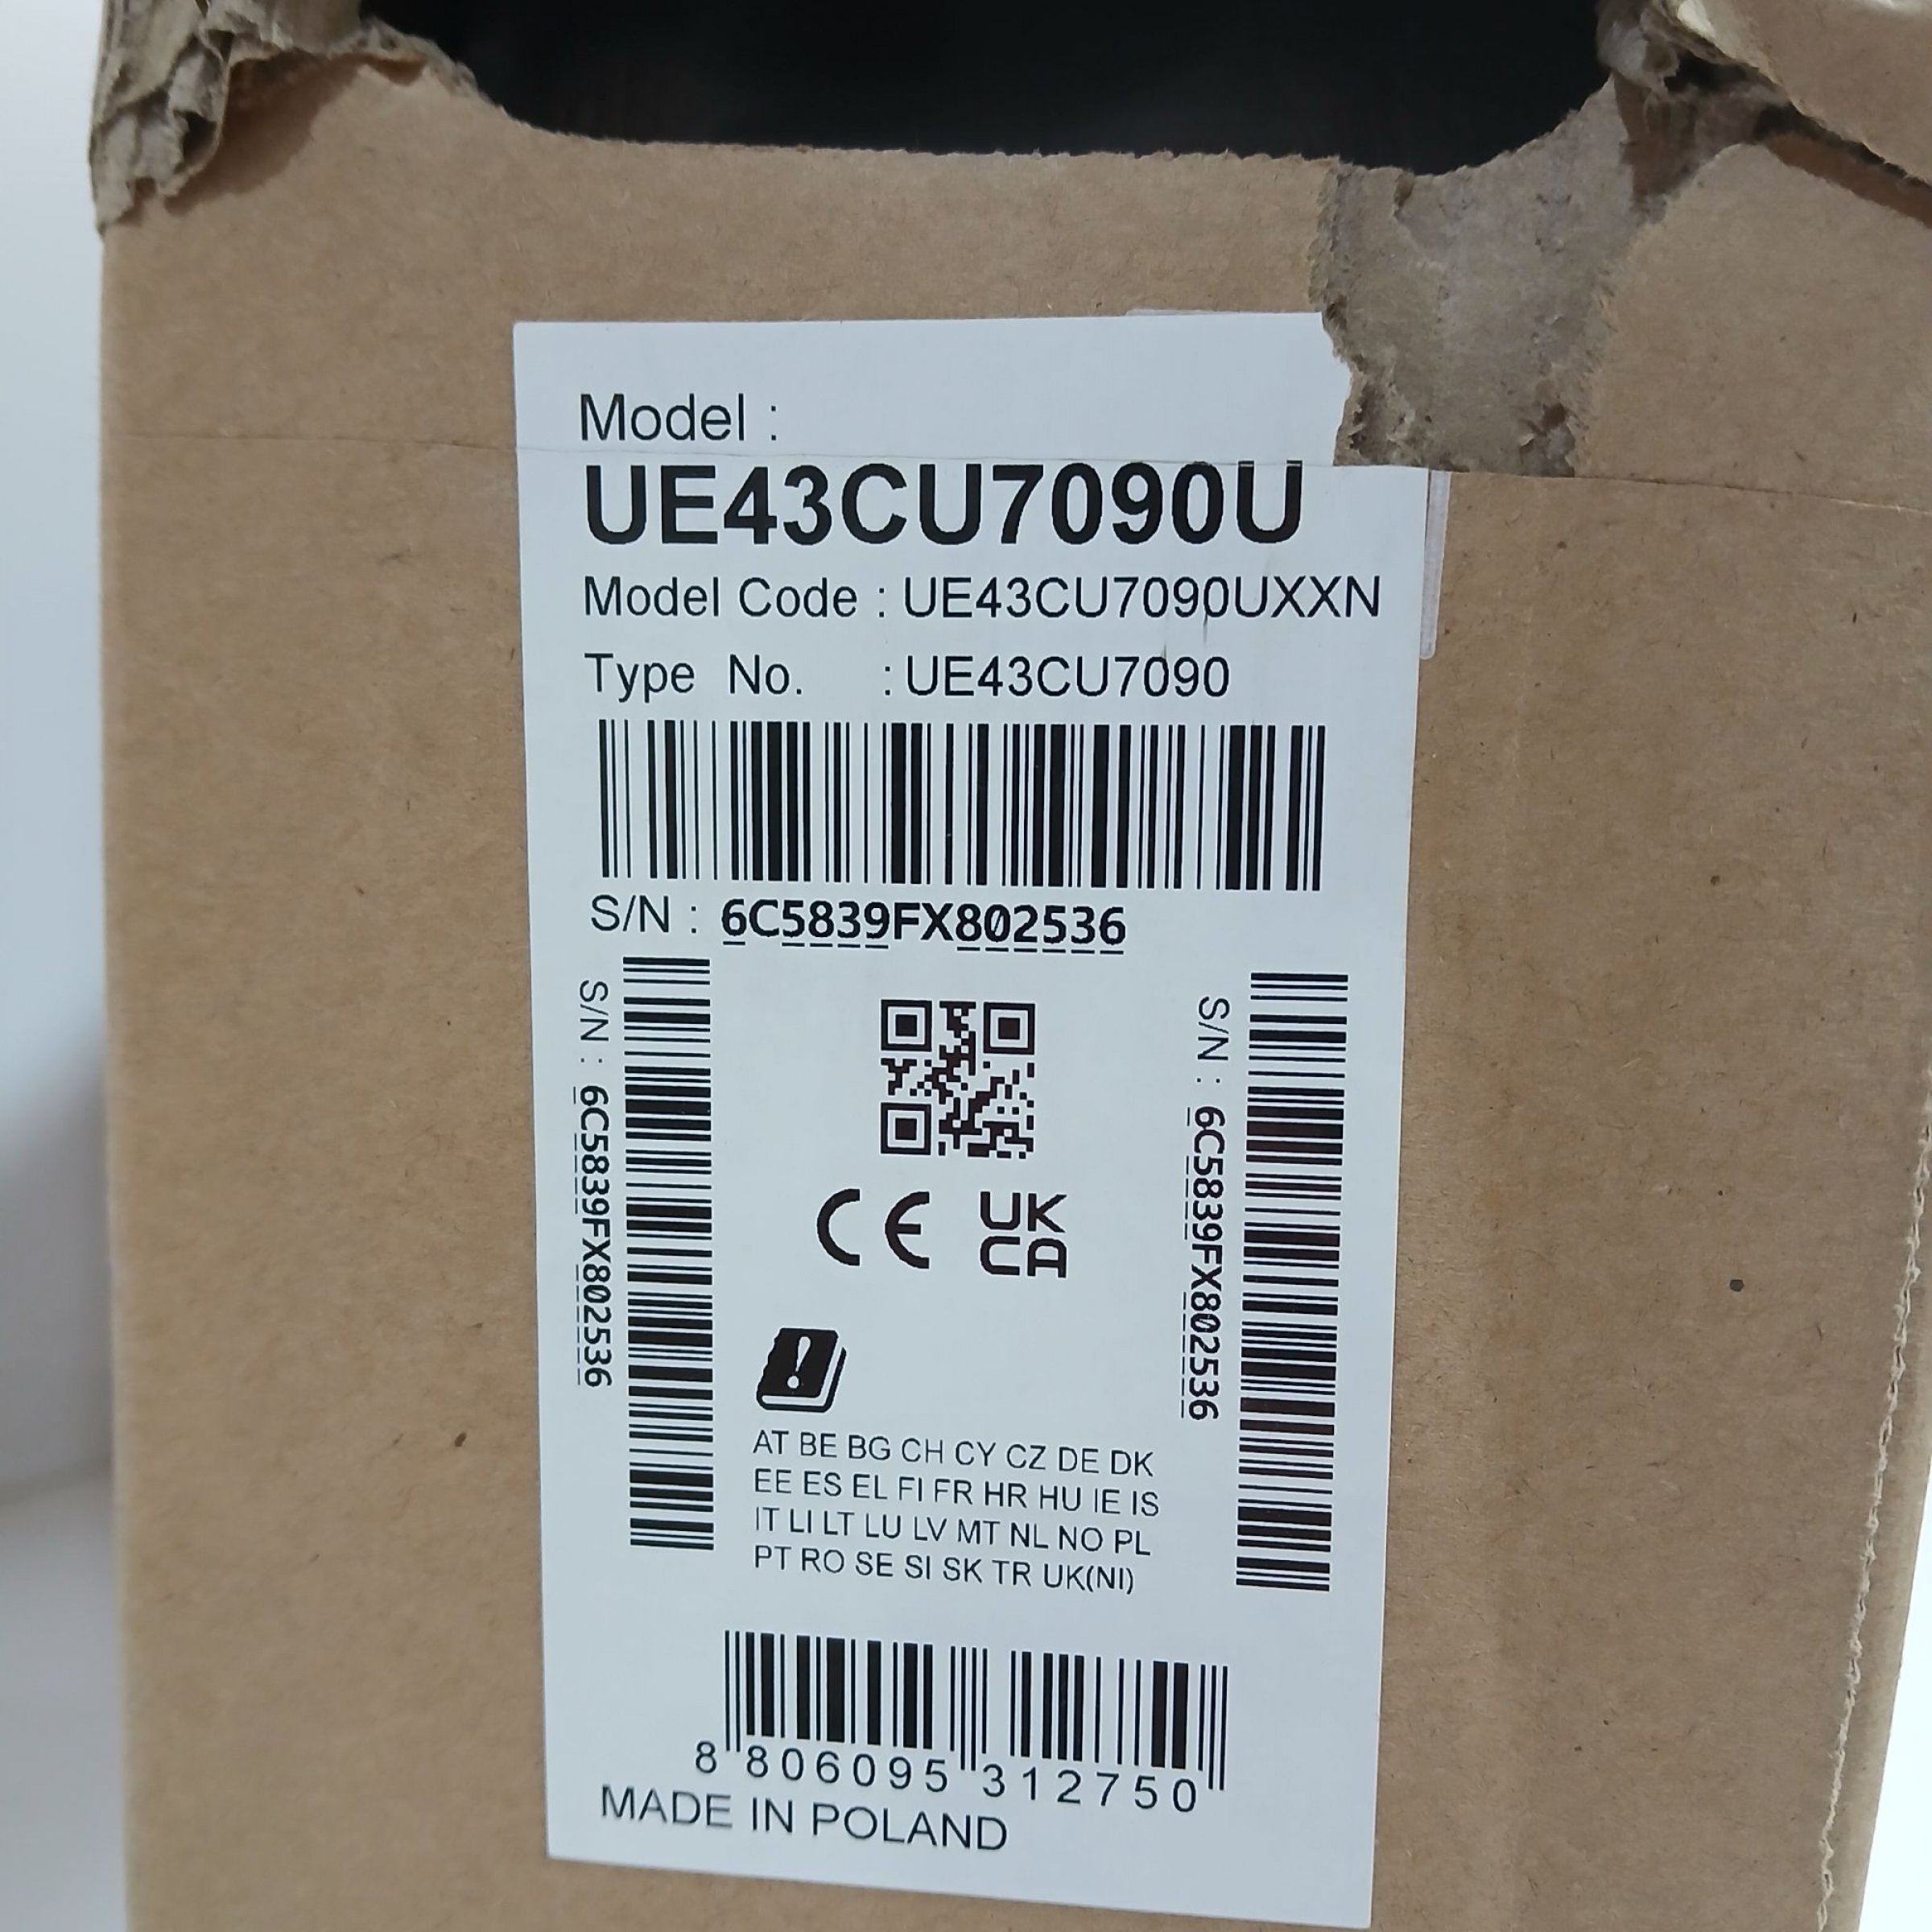 Model :
UE43CU7090U
Model Code : UE43CU7090UXXN
Type No. : UE43CU7090
S/N : 6C5839FX802536
S/N : 6C5839FX802536
S/N : 6C5839FX802536
CE UK
CA
AT BE BG CH CY CZ DE DK
EE ES EL FI FR HR HU IE IS
IT LI LT LU LV MT NL NO PL
PT RO SE SI SK TR UK(NI)
8 806095 312750
MADE IN POLAND